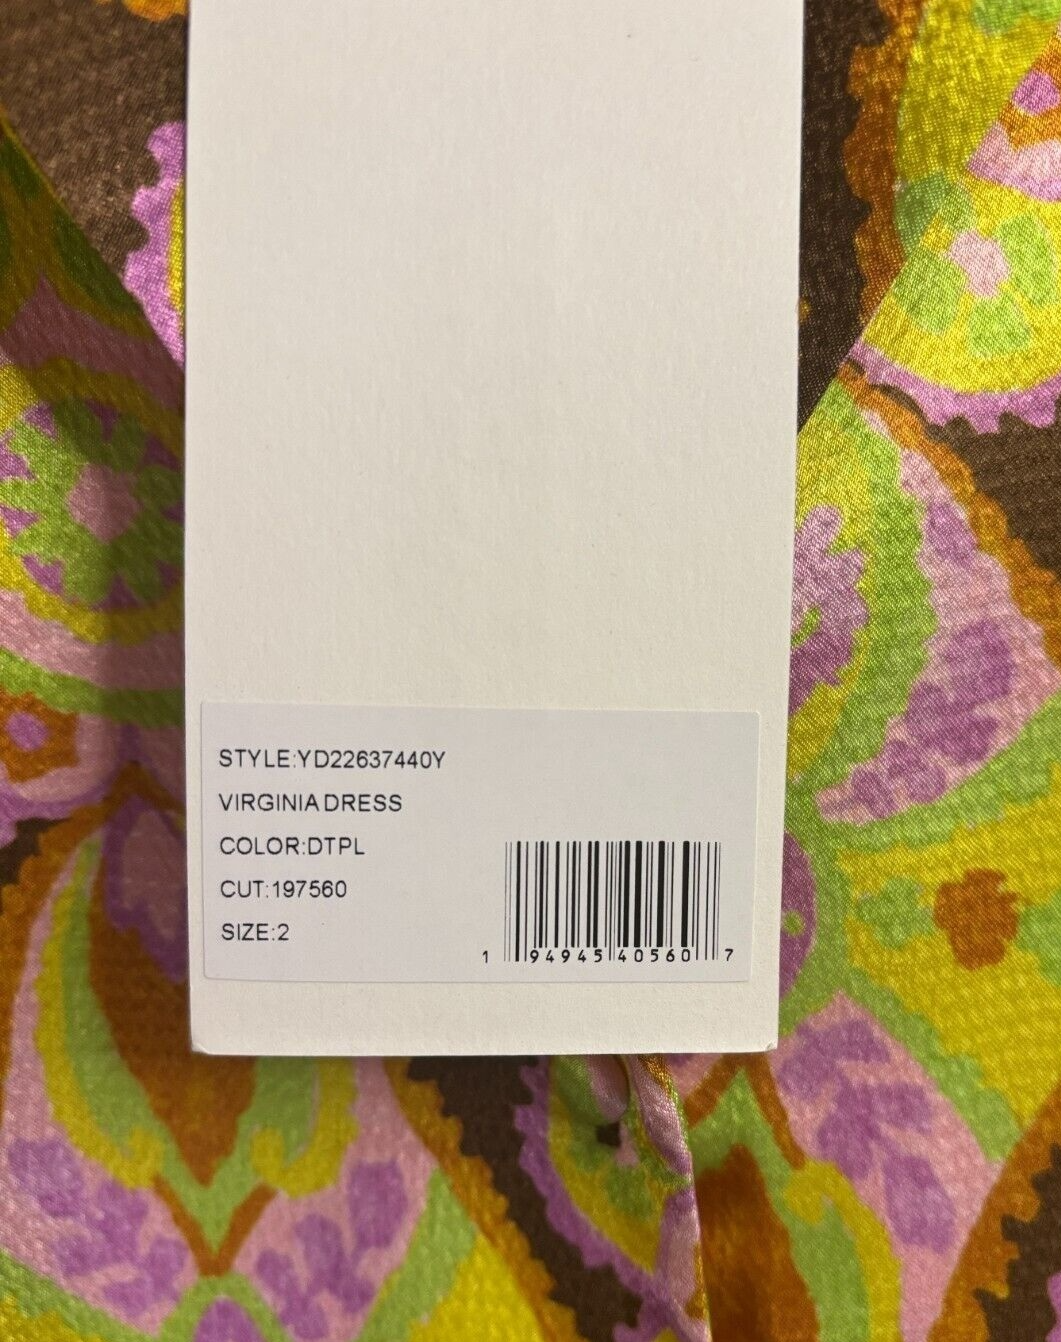 STYLE:YD22637440Y
VIRGINIA DRESS
COLOR:DTPL
CUT:197560
SIZE:2
1 94945 40560 7